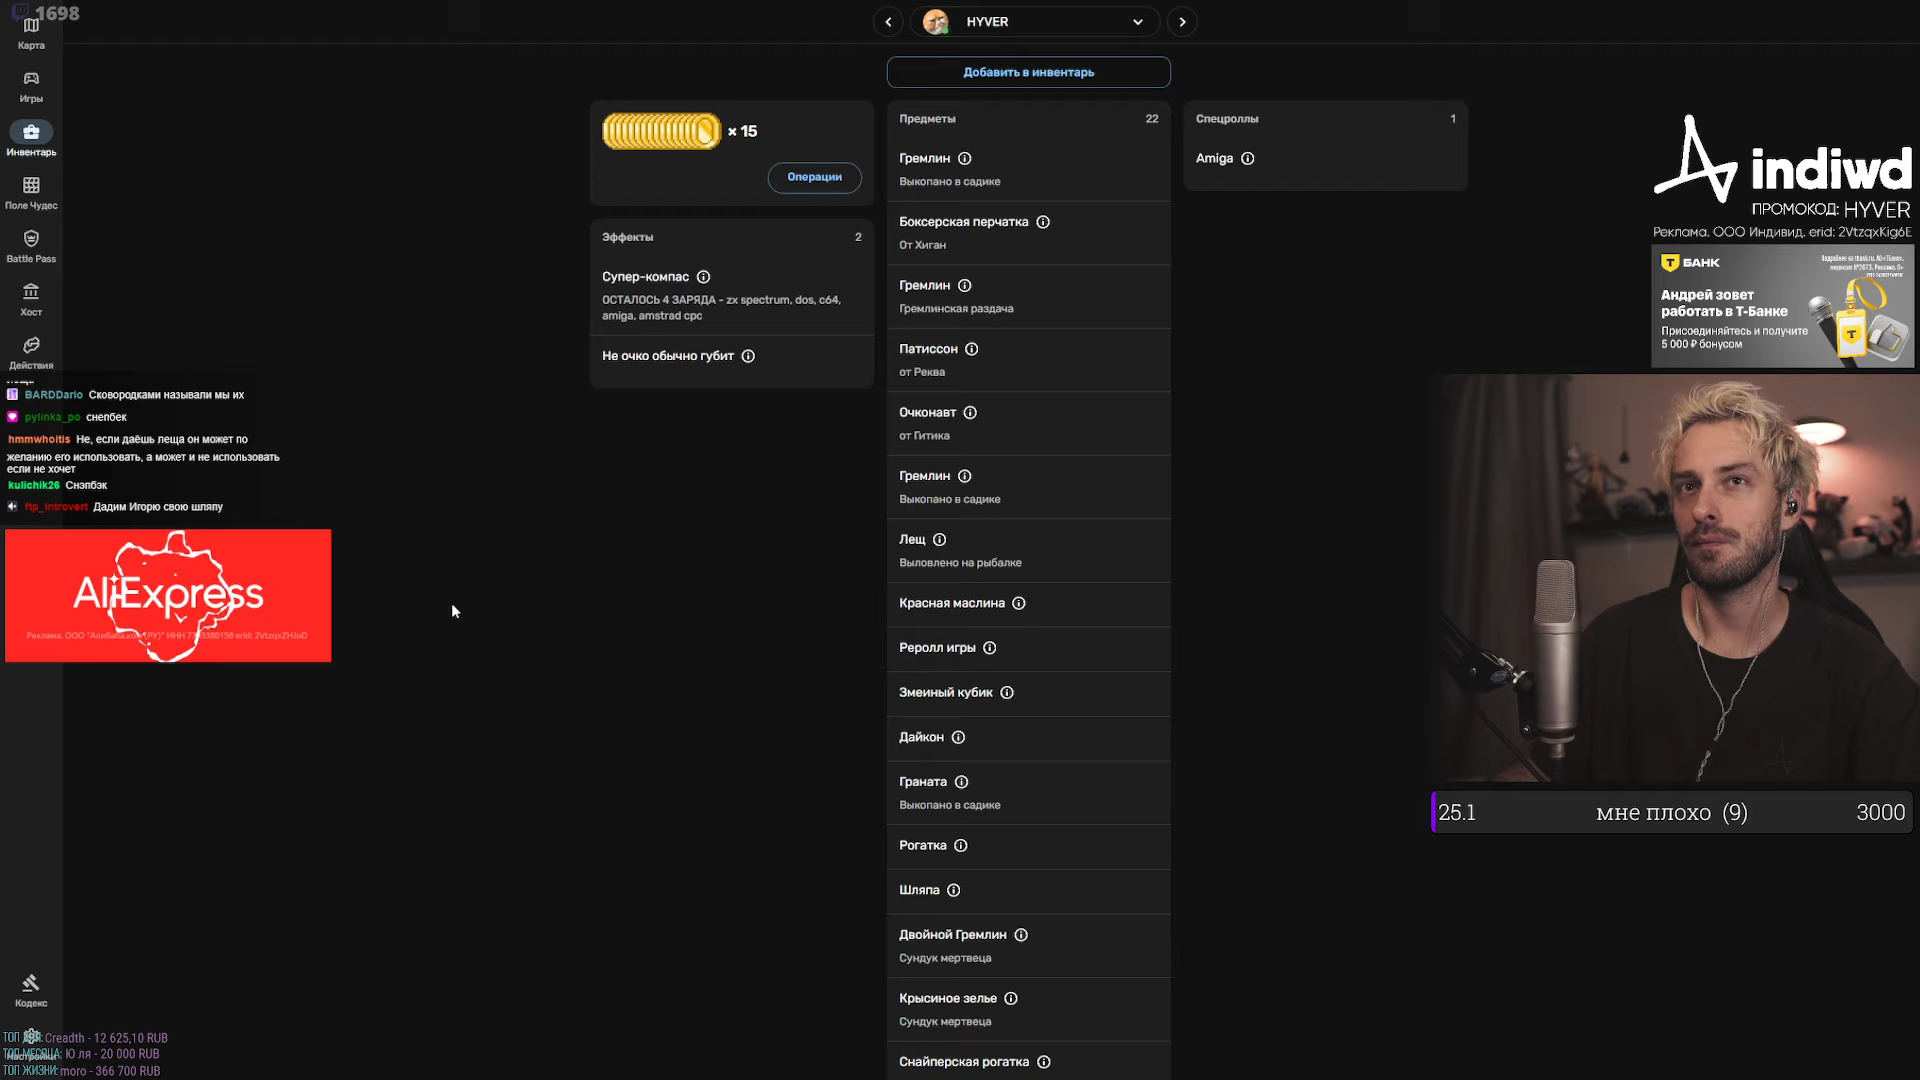 1698
Карта
Игры
Инвентарь
Поле Чудес
Battle Pass
Хост
Действия
BARDDario Сковородками называли мы их
pylinka_po снепбек
hmmwhoitis Не, если даёшь леща он может по
желанию его использовать, а может и не использовать
если не хочет
kulichik26 Снэпбэк
ftp_introvert Дадим Игорю свою шляпу
AliExpress
Кодекс
Настройки
ТОП ДНЯ: Creadth - 12 625,10 RUB
ТОП МЕСЯЦА: Ю ля - 20 000 RUB
ТОП ЖИЗНИ: moro - 366 700 RUB
HYVER
Добавить в инвентарь
× 15
Операции
Эффекты 2
Супер-компас
ОСТАЛОСЬ 4 ЗАРЯДА - zx spectrum, dos, c64,
amiga, amstrad cpc
Не очко обычно губит
Предметы 22
Гремлин
Выкопано в садике
Боксерская перчатка
От Хиган
Гремлин
Гремлинская раздача
Патиссон
от Реква
Очконавт
от Гитика
Гремлин
Выкопано в садике
Лещ
Выловлено на рыбалке
Красная маслина
Реролл игры
Змеиный кубик
Дайкон
Граната
Выкопано в садике
Рогатка
Шляпа
Двойной Гремлин
Сундук мертвеца
Крысиное зелье
Сундук мертвеца
Снайперская рогатка
Спецроллы 1
Amiga
indiwd
ПРОМОКОД: HYVER
Реклама. ООО Индивид. erid: 2VtzqxKig6E
Т БАНК
Андрей зовет
работать в Т-Банке
Присоединяйтесь и получите
5 000 ₽ бонусом
25.1 мне плохо (9) 3000